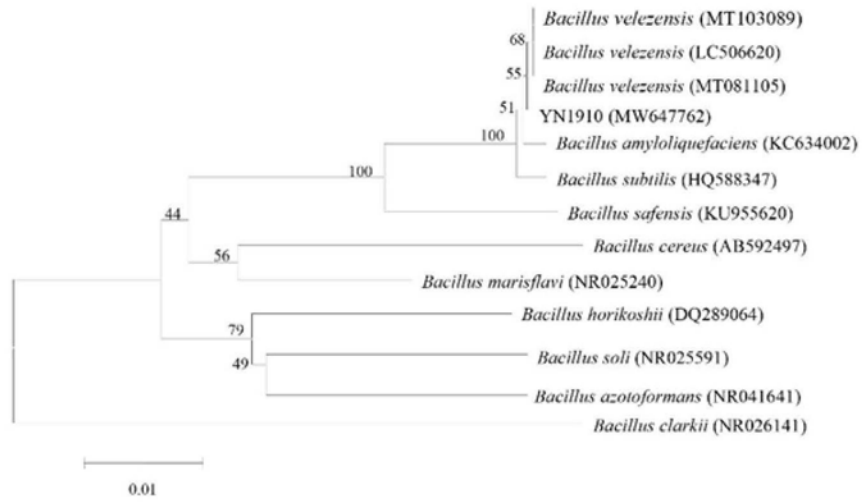 Bacillus velezensis (MT103089)
68
Bacillus velezensis (LC506620)
55
Bacillus velezensis (MT081105)
51
YN1910 (MW647762)
100
Bacillus amyloliquefaciens (KC634002)
100
Bacillus subtilis (HQ588347)
44
Bacillus safensis (KU955620)
Bacillus cereus (AB592497)
56
Bacillus marisflavi (NR025240)
Bacillus horikoshii (DQ289064)
79
Bacillus soli (NR025591)
49
Bacillus azotoformans (NR041641)
Bacillus clarkii (NR026141)
0.01